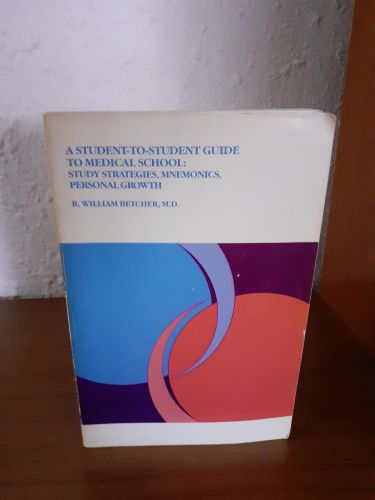 A STUDENT-TO-STUDENT GUIDE
TO MEDICAL SCHOOL:
STUDY STRATEGIES, MNEMONICS,
PERSONAL GROWTH
R. WILLIAM BETCHER, M.D.